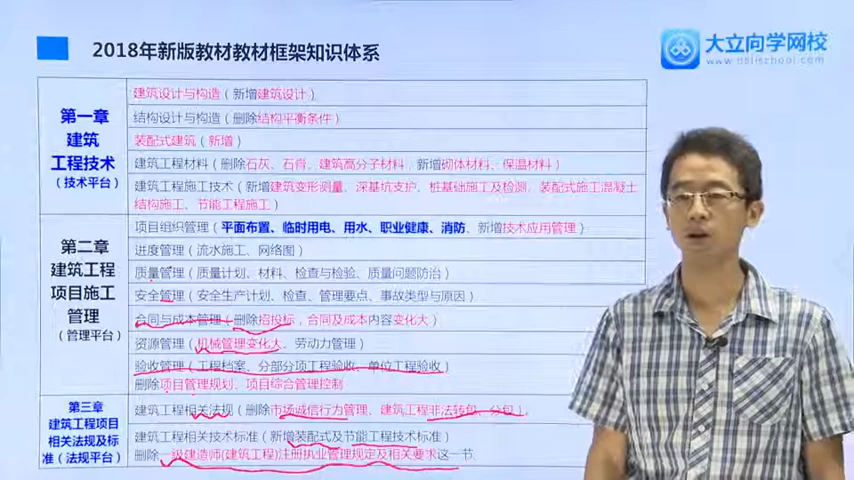 2018年新版教材教材框架知识体系
大立向学网校
第一章
建筑
工程技术
（技术平台）
建筑设计与构造（新增建筑设计）
结构设计与构造（删除结构平衡条件）
装配式建筑（新增）
建筑工程材料（删除石灰、石膏、建筑高分子材料，新增砌体材料、保温材料）
建筑工程施工技术（新增建筑变形测量、深基坑支护、桩基础施工及检测、装配式施工混凝土
结构施工、节能工程施工）
第二章
建筑工程
项目施工
管理
（管理平台）
项目组织管理（平面布置、临时用电、用水、职业健康、消防、新增技术应用管理）
进度管理（流水施工、网络图）
质量管理（质量计划、材料、检查与检验、质量问题防治）
安全管理（安全生产计划、检查、管理要点、事故类型与原因）
合同与成本管理（删除招投标，合同及成本内容变化大）
资源管理（机械管理变化大、劳动力管理）
验收管理（工程档案、分部分项工程验收、单位工程验收）
删除项目管理规划、项目综合管理控制
第三章
建筑工程项目
相关法规及标
准（法规平台）
建筑工程相关法规（删除市场诚信行为管理、建筑工程非法转包、分包）
建筑工程相关技术标准（新增装配式及节能工程技术标准）
删除一级建造师(建筑工程)注册执业管理规定及相关要求这一节